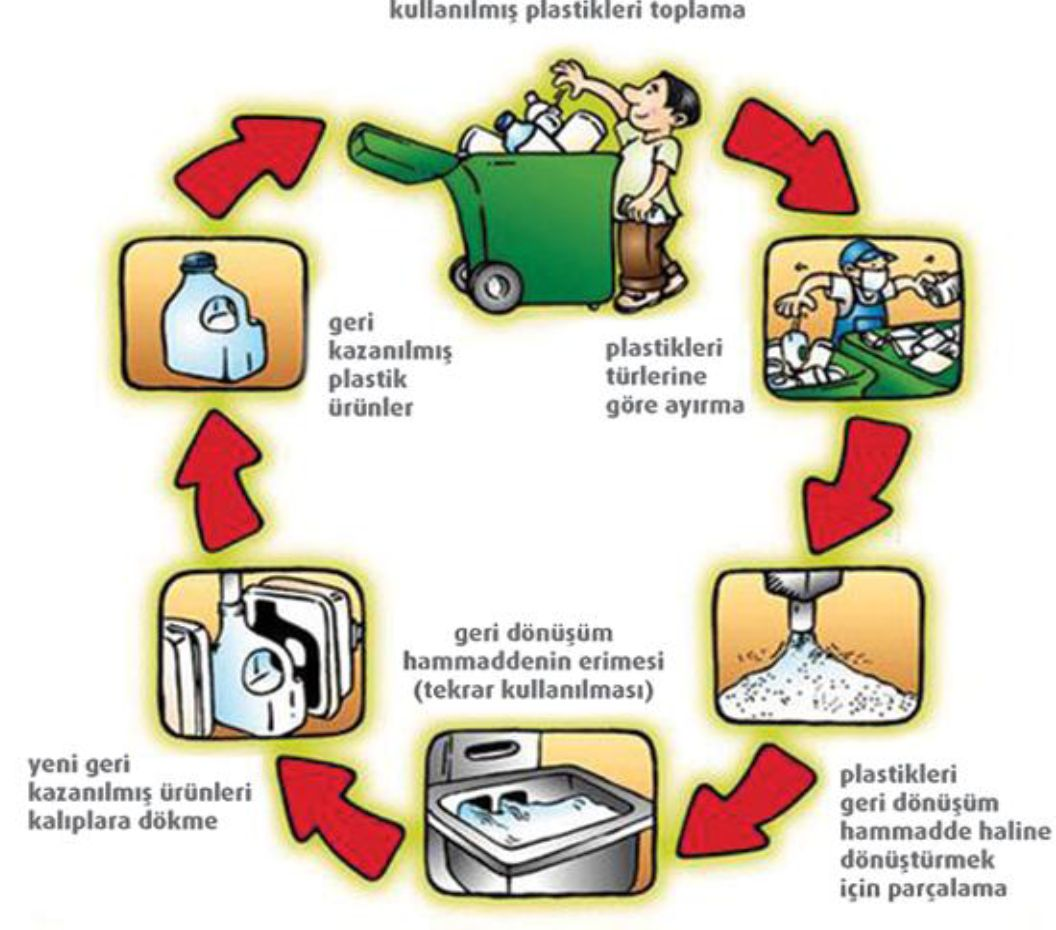 kullanılmış plastikleri toplama
plastikleri
türlerine
göre ayırma
plastikleri
geri dönüşüm
hammadde haline
dönüştürmek
için parçalama
geri dönüşüm
hammaddenin erimesi
(tekrar kullanılması)
yeni geri
kazanılmış ürünleri
kalıplara dökme
geri
kazanılmış
plastik
ürünler